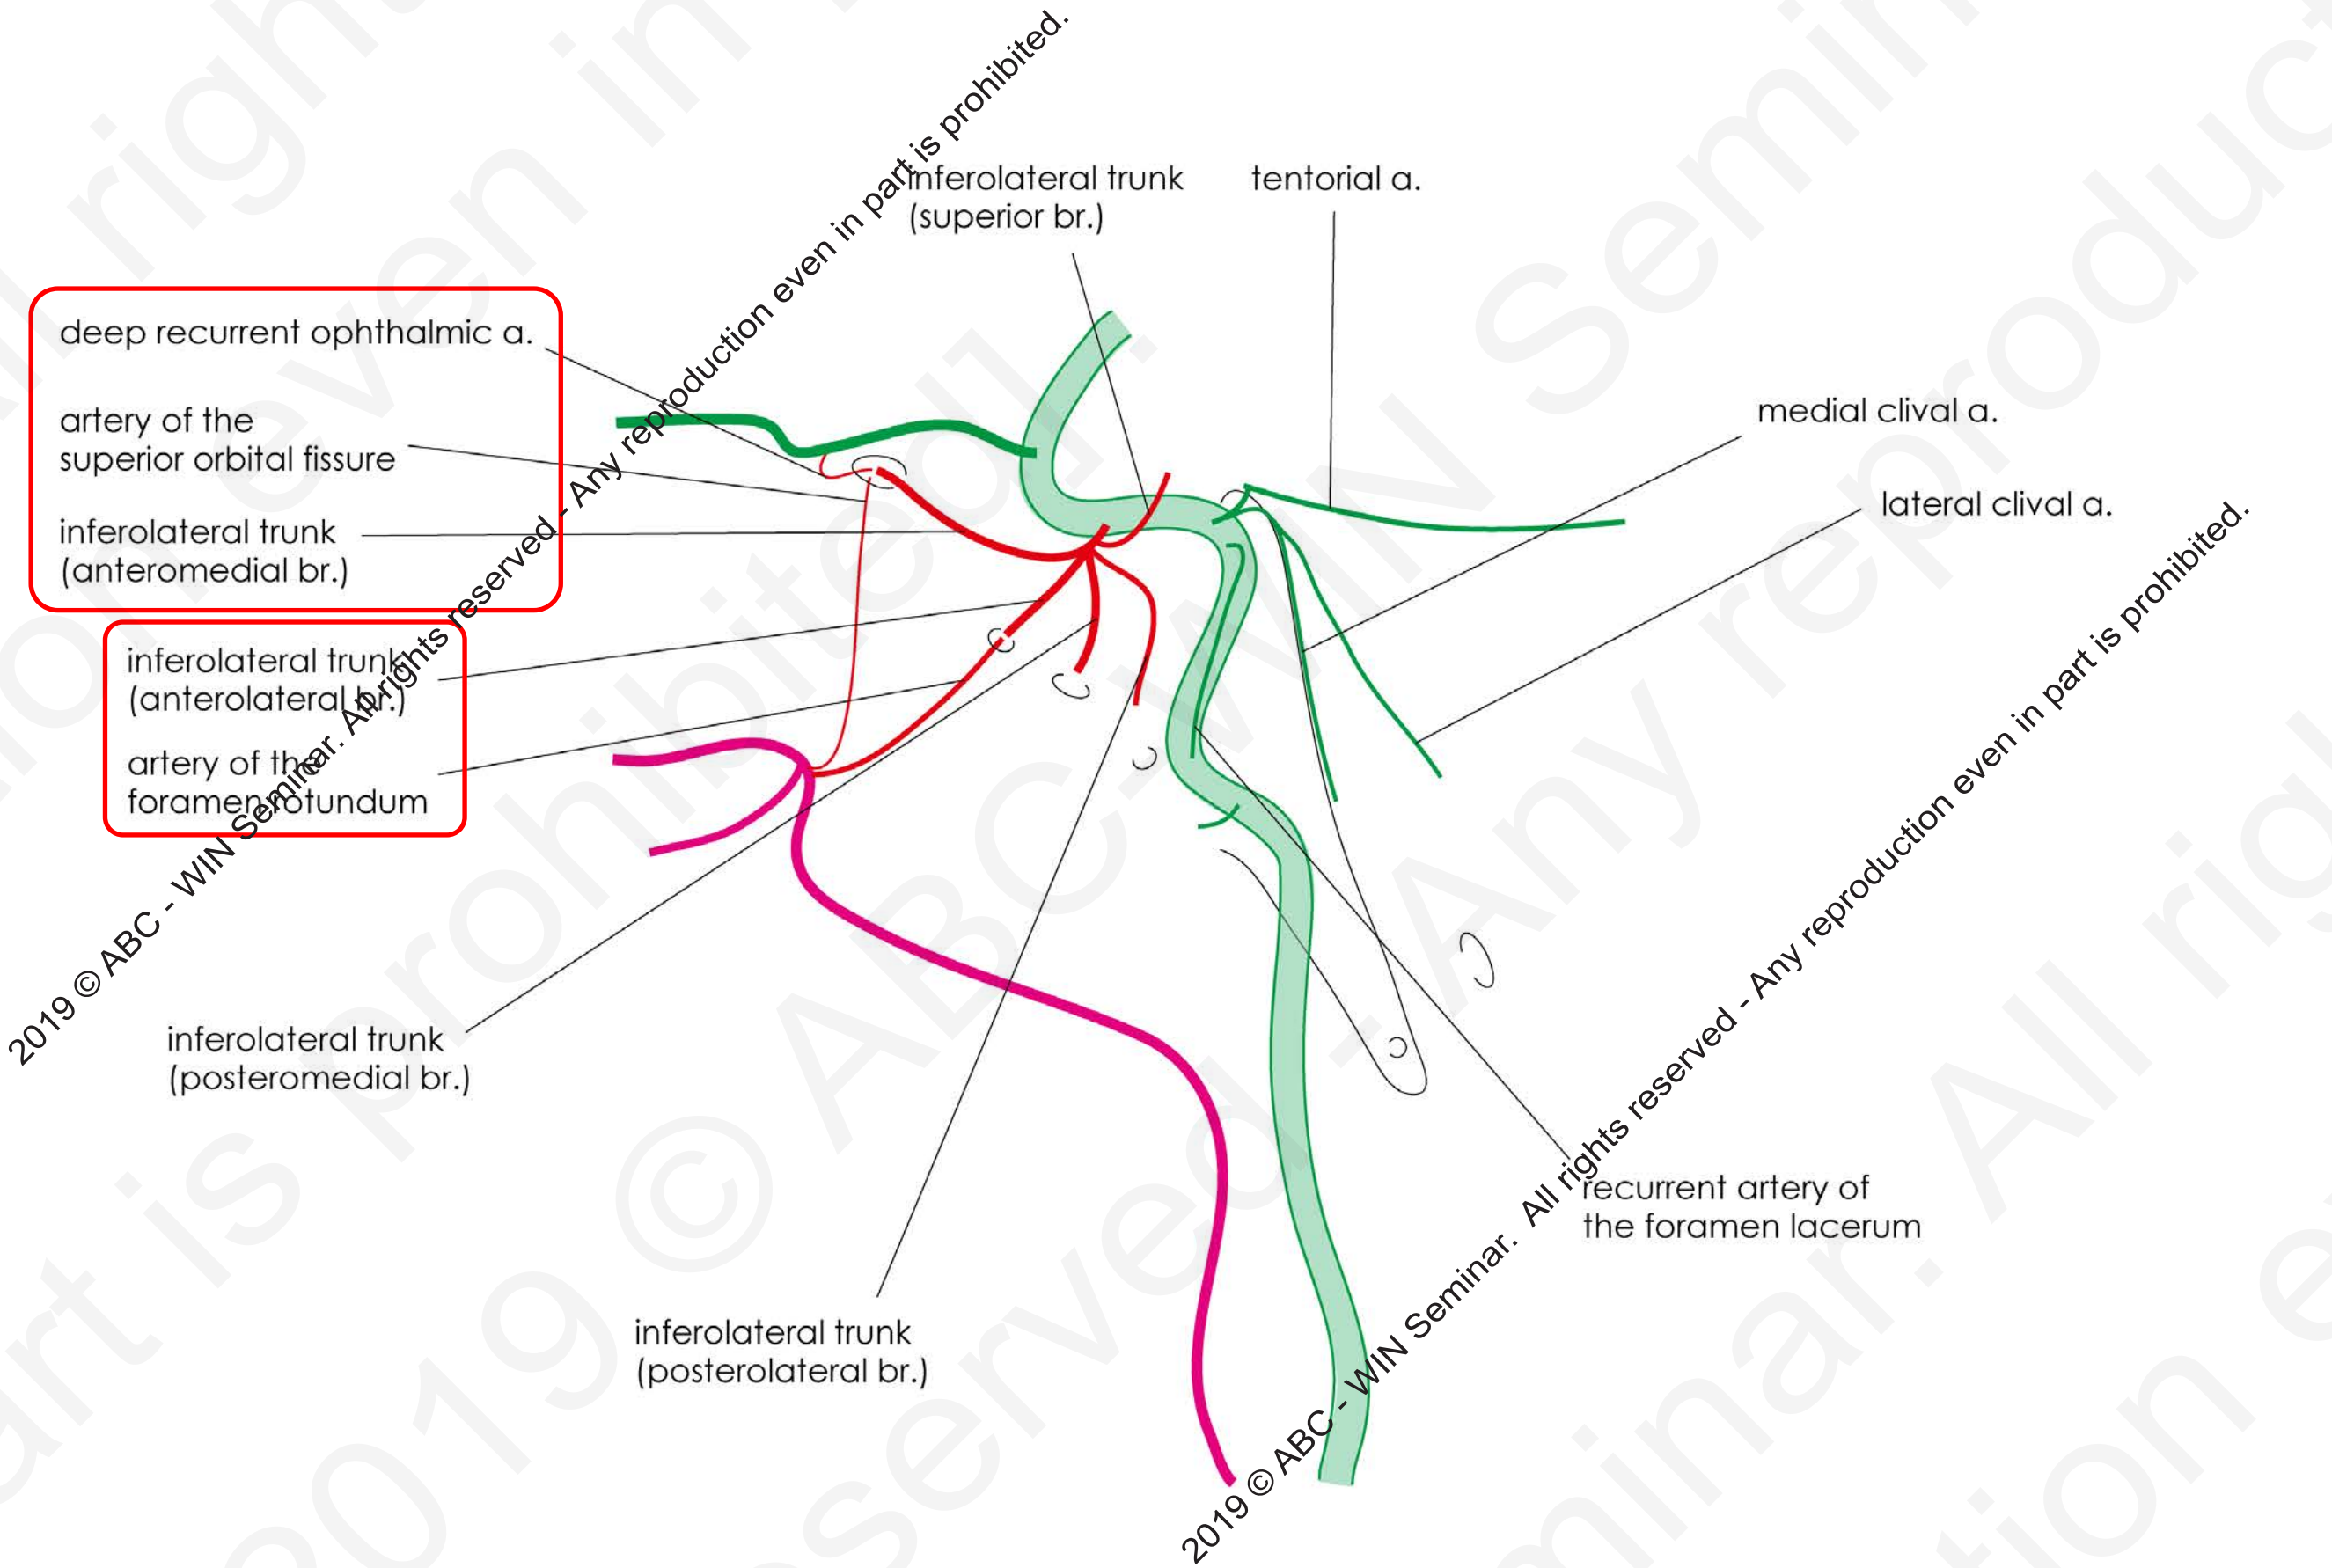 inferolateral trunk
(superior br.)
tentorial a.
deep recurrent ophthalmic a.
artery of the
superior orbital fissure
inferolateral trunk
(anteromedial br.)
medial clival a.
lateral clival a.
inferolateral trunk
(anterolateral br.)
artery of the
foramen rotundum
inferolateral trunk
(posteromedial br.)
recurrent artery of
the foramen lacerum
inferolateral trunk
(posterolateral br.)
2019 © ABC - WIN Seminar. All rights reserved - Any reproduction even in part is prohibited.
2019 © ABC - WIN Seminar. All rights reserved - Any reproduction even in part is prohibited.